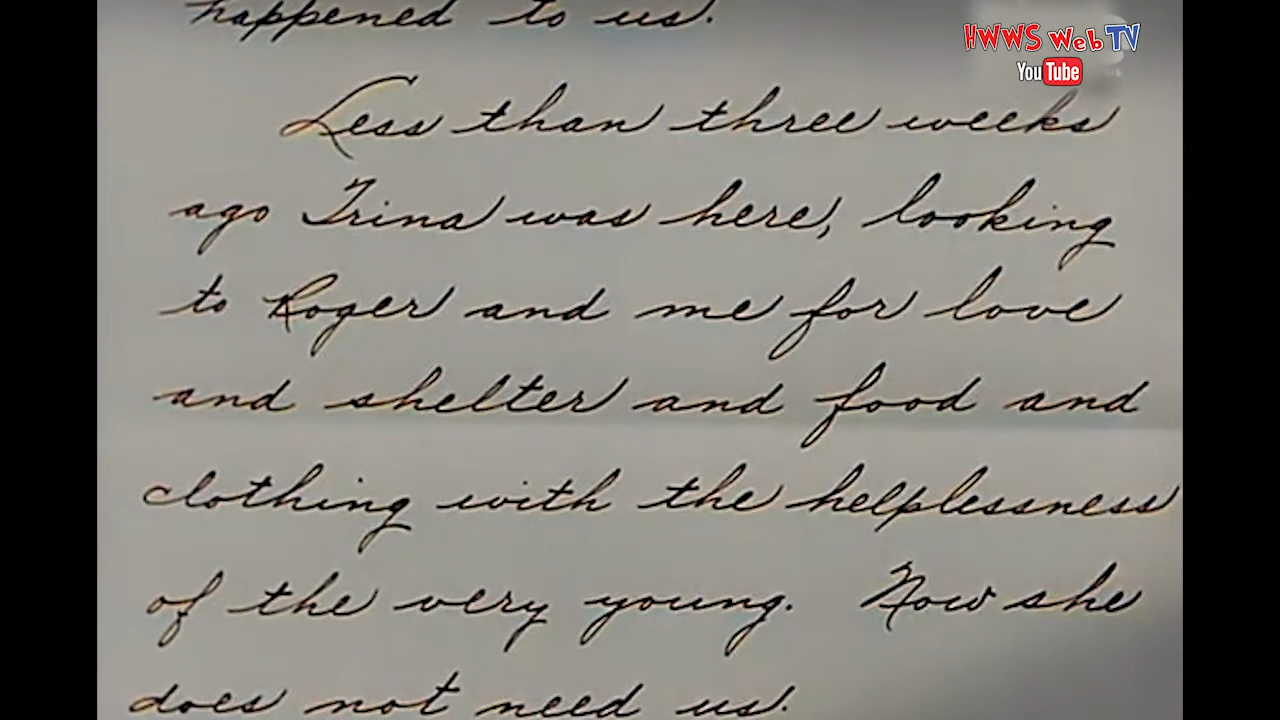 happened to us.
HWWS WebTV
YouTube
Less than three weeks
ago Trina was here, looking
to Roger and me for love
and shelter and food and
clothing with the helplessness
of the very young. Now she
does not need us.